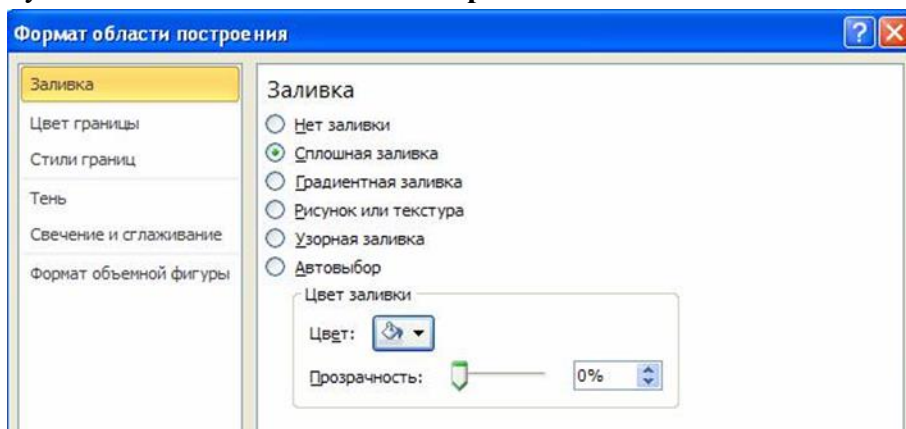 Формат области построения
Заливка
Цвет границы
Стили границ
Тень
Свечение и сглаживание
Формат объемной фигуры
Заливка
Нет заливки
Сплошная заливка
Градиентная заливка
Рисунок или текстура
Узорная заливка
Автовыбор
Цвет заливки
Цвет:
Прозрачность:
0%